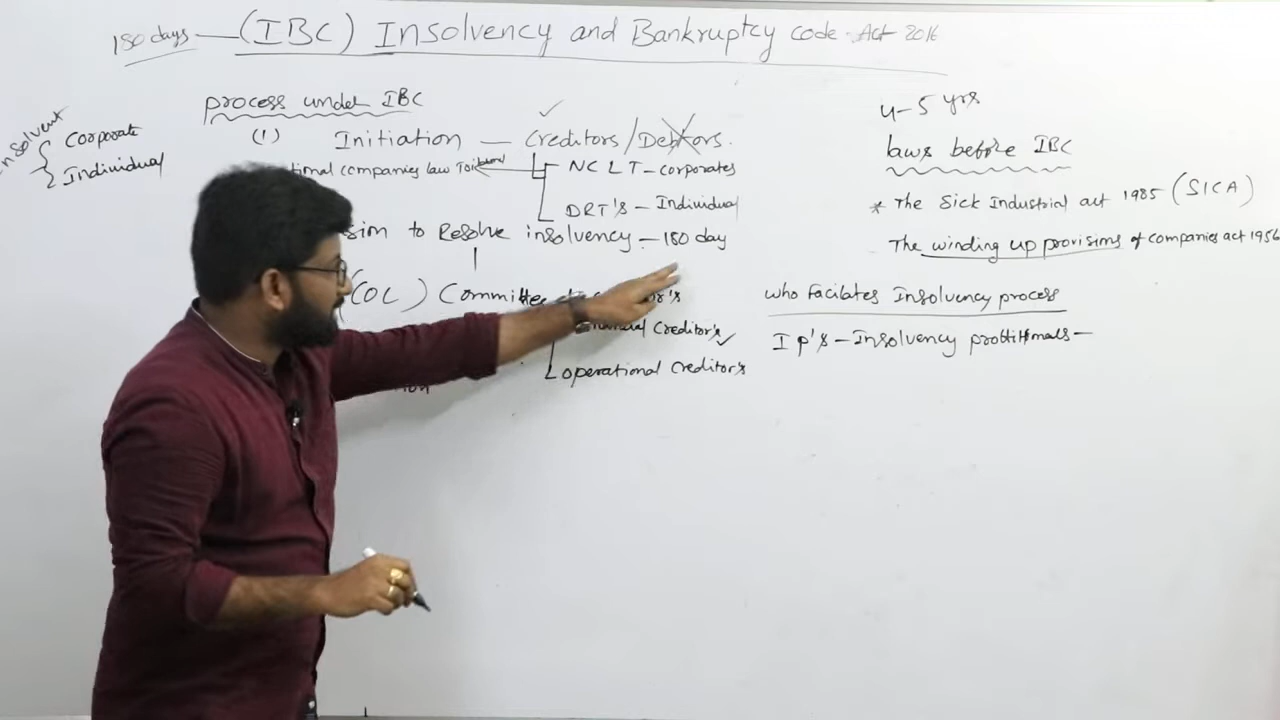 180 days — (IBC) Insolvency and Bankruptcy code Act 2016
process under IBC
Corporate
Individual
(1) Initiation — Creditors/Debtors.
companies law
NCLT - corporates
DRT's - Individual
to Resolve insolvency - 180 day
Committee
Creditor's
operational Creditor's
4-5 yrs
laws before IBC
* The Sick Industrial act 1985 (SICA)
The winding up provisions of companies act 1956
who facilates Insolvency process
IP's - Insolvency